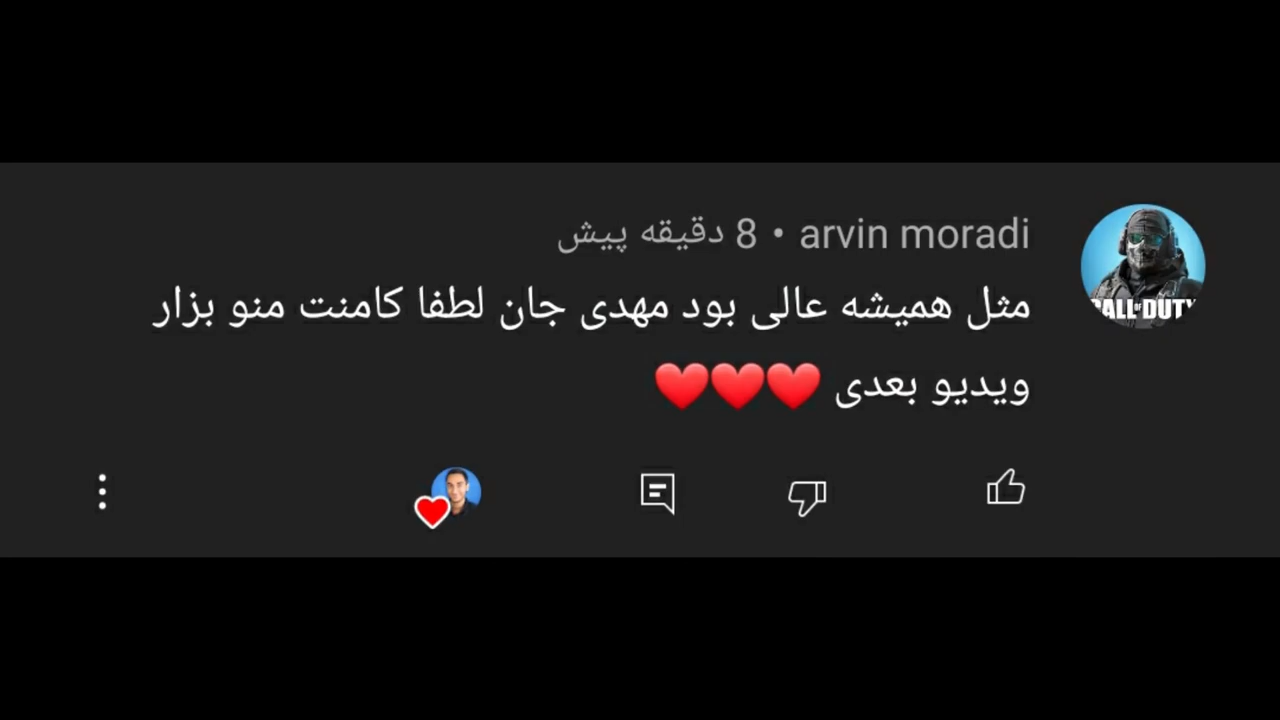 arvin moradi • 8 دقیقه پیش
مثل همیشه عالی بود مهدی جان لطفا کامنت منو بزار
ویدیو بعدی ❤️❤️❤️
CALL OF DUTY